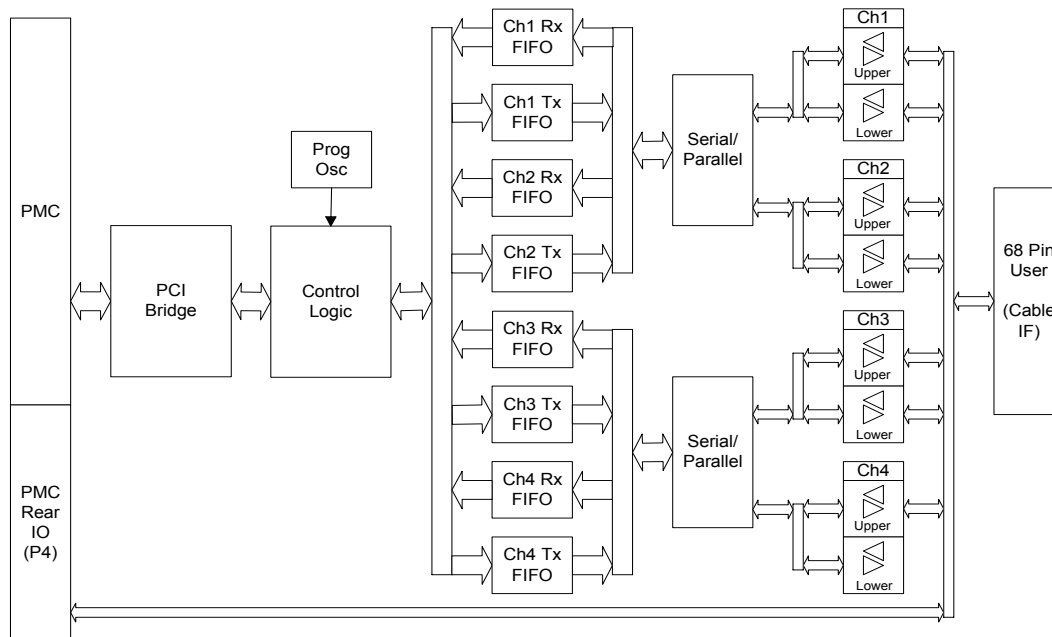 PMC
PMC
Rear
IO
(P4)
PCI
Bridge
Prog
Osc
Control
Logic
Ch1 Rx
FIFO
Ch1 Tx
FIFO
Ch2 Rx
FIFO
Ch2 Tx
FIFO
Ch3 Rx
FIFO
Ch3 Tx
FIFO
Ch4 Rx
FIFO
Ch4 Tx
FIFO
Serial/
Parallel
Serial/
Parallel
Ch1
Upper
Lower
Ch2
Upper
Lower
Ch3
Upper
Lower
Ch4
Upper
Lower
68 Pin
User
(Cable
IF)